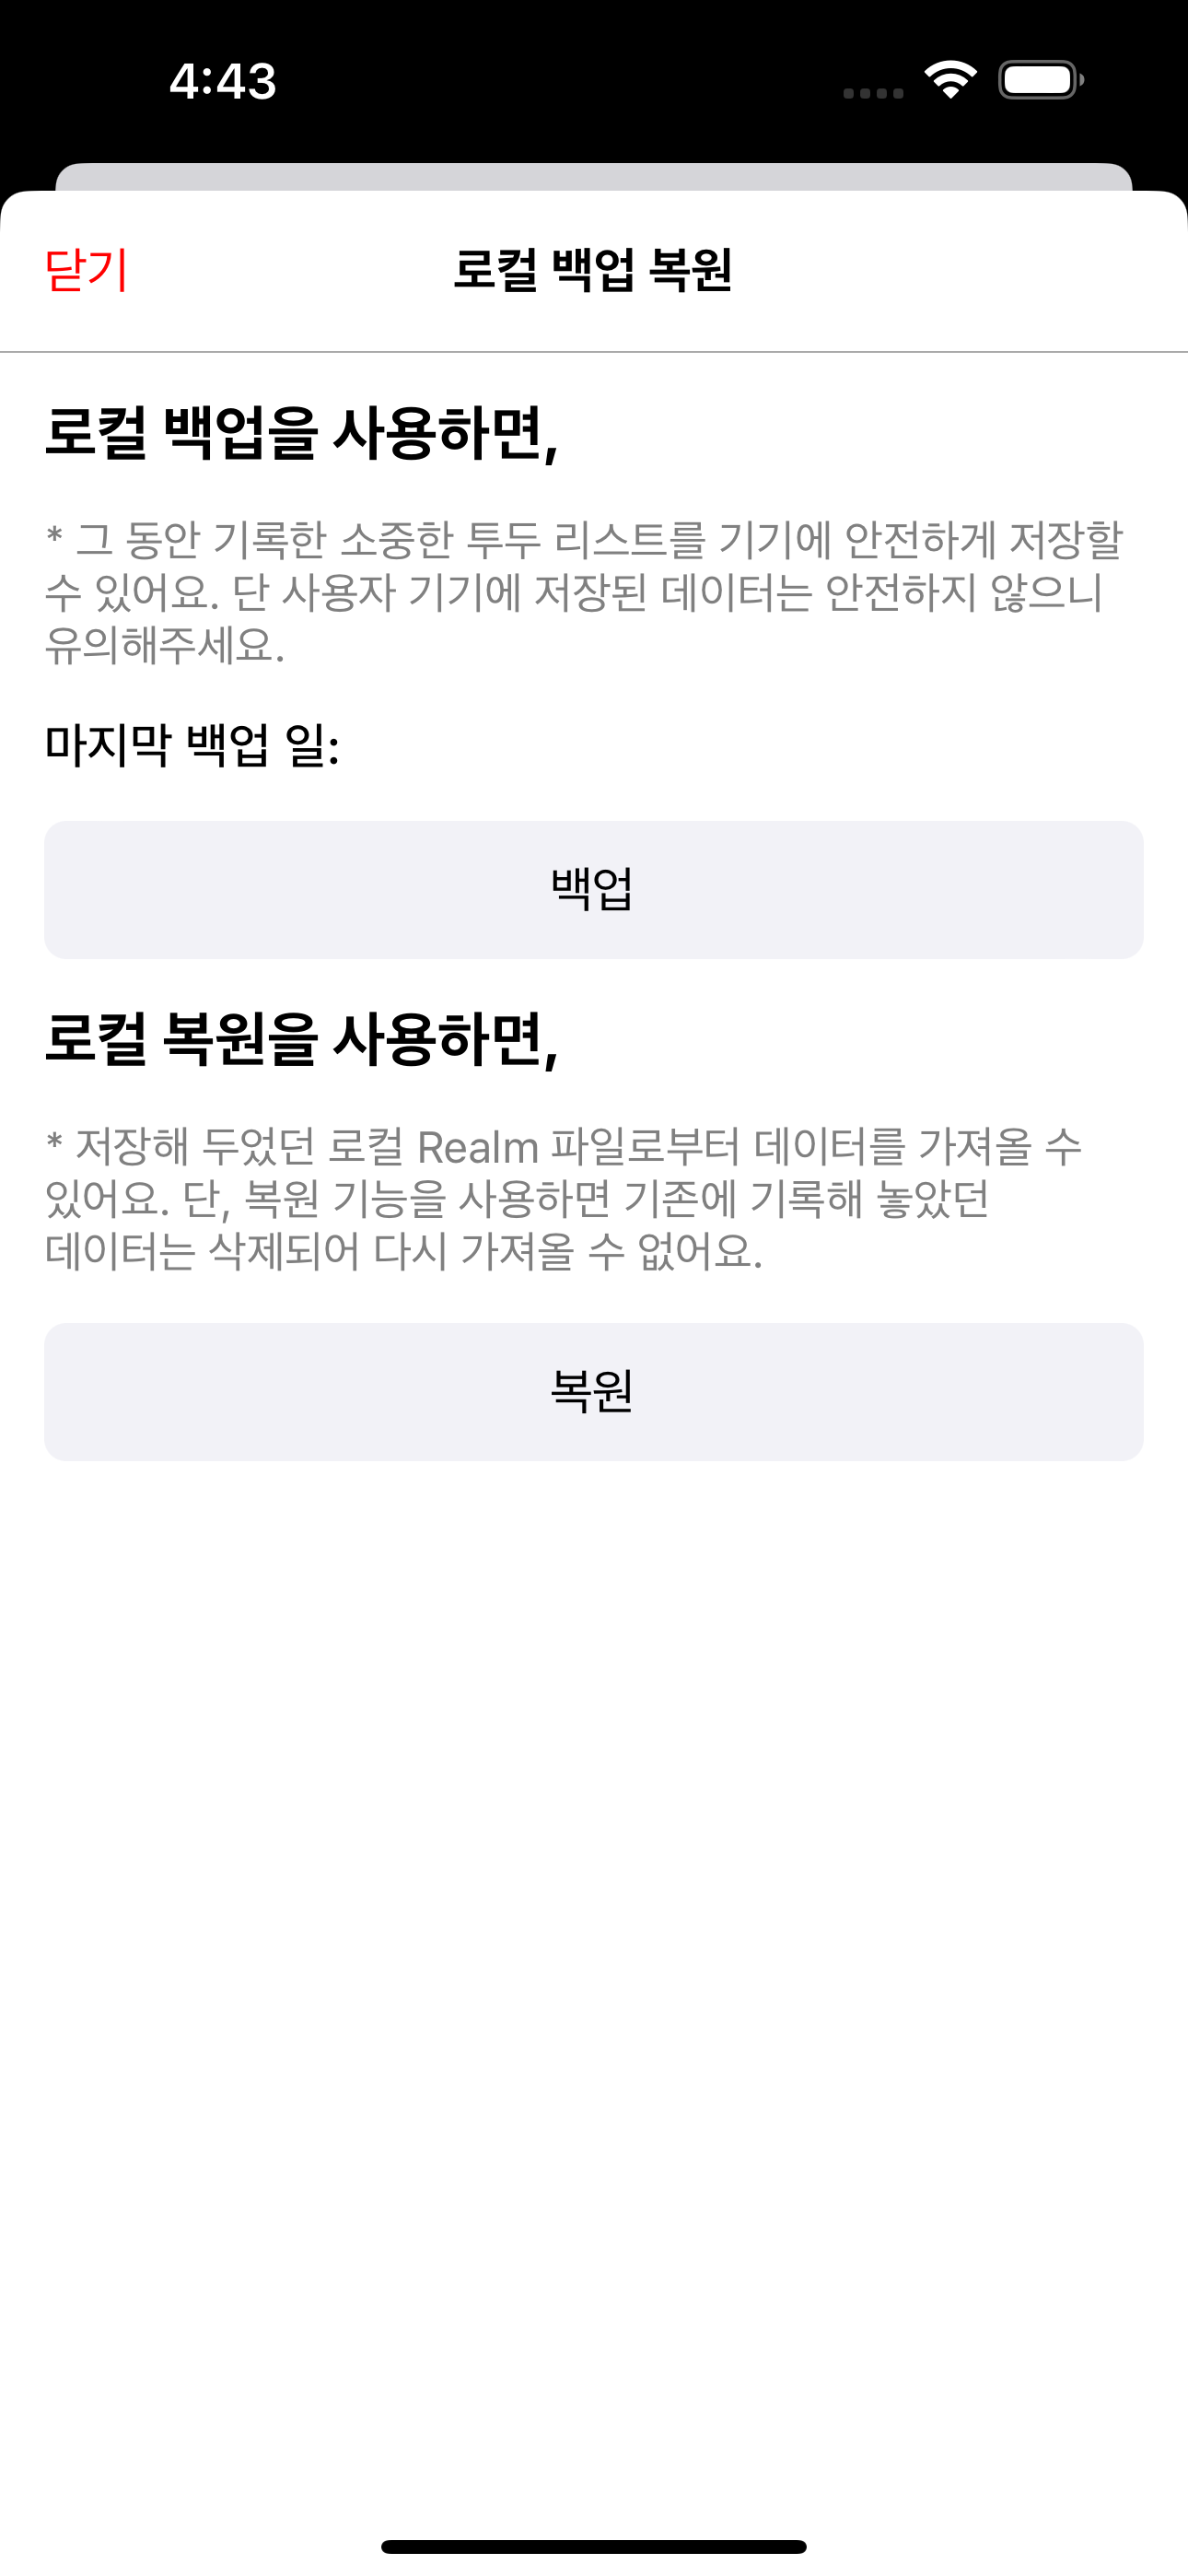 4:43
닫기
로컬 백업 복원
로컬 백업을 사용하면,
* 그 동안 기록한 소중한 투두 리스트를 기기에 안전하게 저장할
수 있어요. 단 사용자 기기에 저장된 데이터는 안전하지 않으니
유의해주세요.
마지막 백업 일:
백업
로컬 복원을 사용하면,
* 저장해 두었던 로컬 Realm 파일로부터 데이터를 가져올 수
있어요. 단, 복원 기능을 사용하면 기존에 기록해 놓았던
데이터는 삭제되어 다시 가져올 수 없어요.
복원